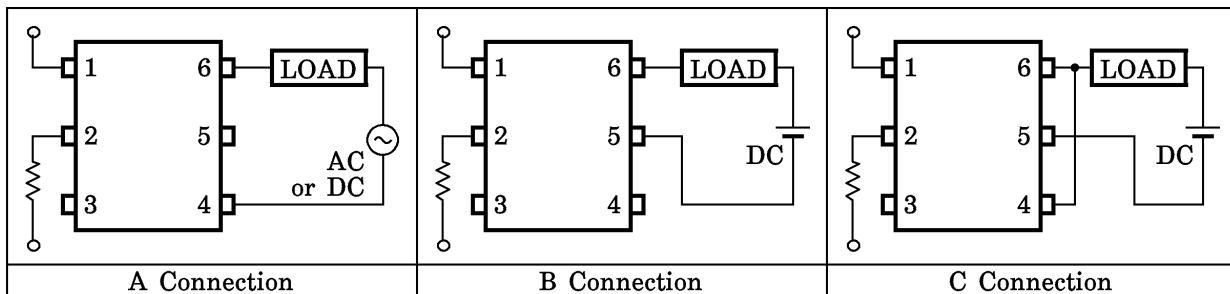 1 6 LOAD
2 5
AC
or DC
3 4
A Connection
1 6 LOAD
2 5
DC
3 4
B Connection
1 6 LOAD
2 5
DC
3 4
C Connection